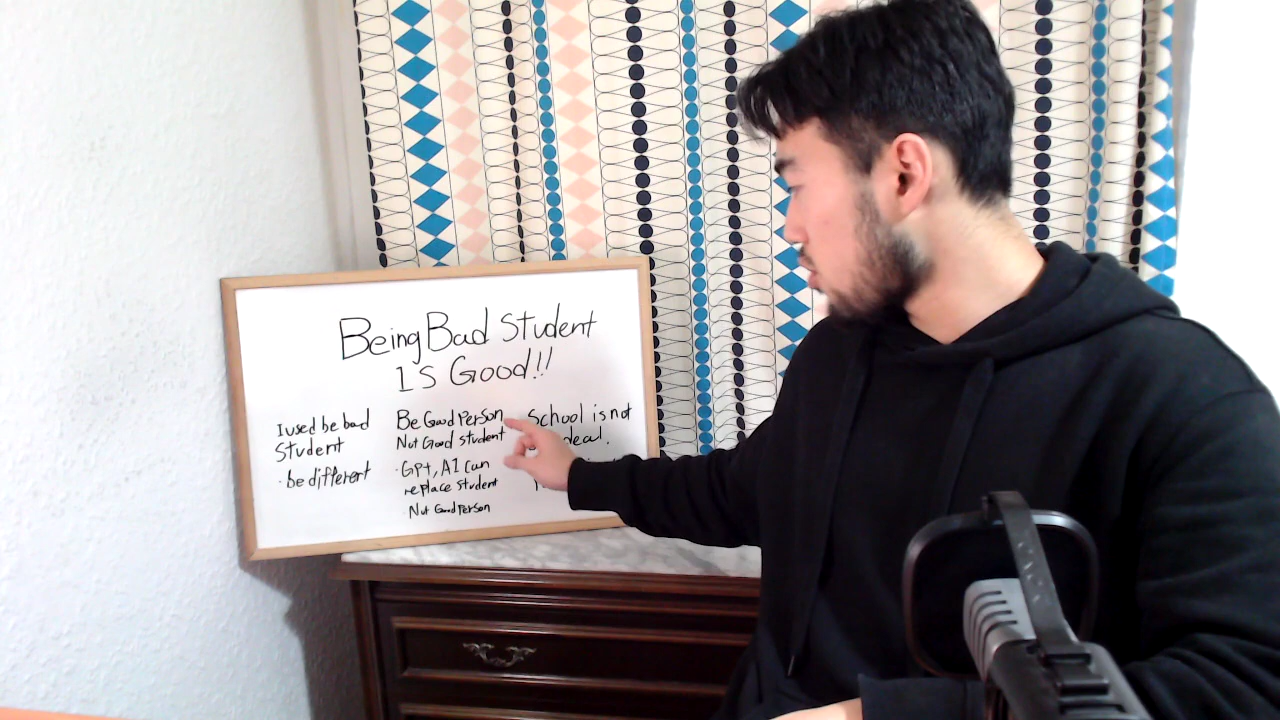 Being Bad Student
IS Good!!
I used be bad
Student
· be different
Be Good Person
Not Good student
· Gpt, AI can
replace student
Not Good Person
School is not
deal.